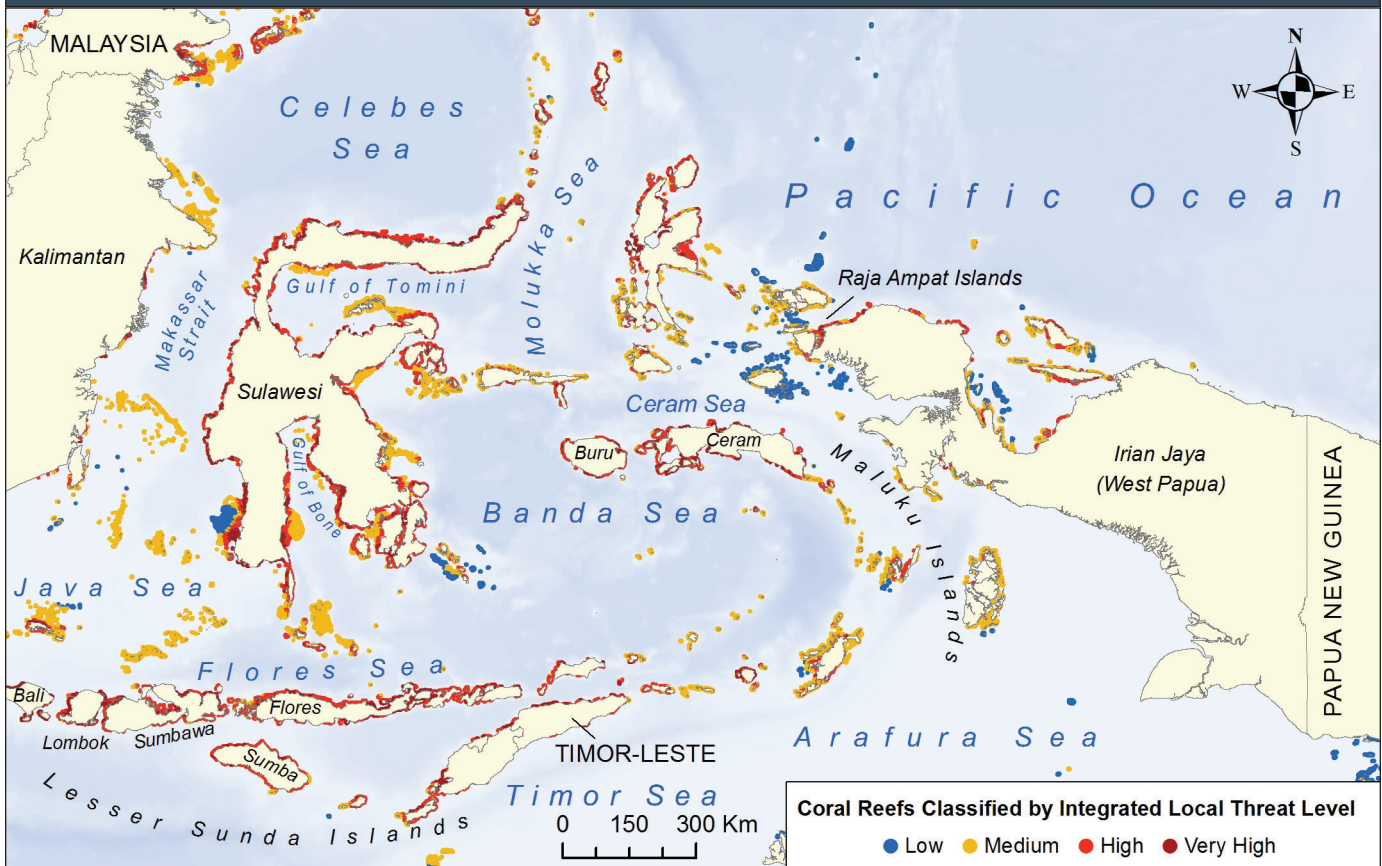 MALAYSIA
N
W
E
S
Celebes
Sea
Pacific Ocean
Molukka Sea
Kalimantan
Raja Ampat Islands
Gulf of Tomini
Makassar
Strait
Sulawesi
Ceram Sea
Gulf of Bone
Buru
Ceram
Irian Jaya
(West Papua)
Maluku Islands
Banda Sea
PAPUA NEW GUINEA
Java Sea
Flores Sea
Bali
Flores
Lombok
Sumbawa
Arafura Sea
TIMOR-LESTE
Sumba
Timor Sea
Lesser Sunda Islands
0 150 300 Km
Coral Reefs Classified by Integrated Local Threat Level
Low Medium High Very High